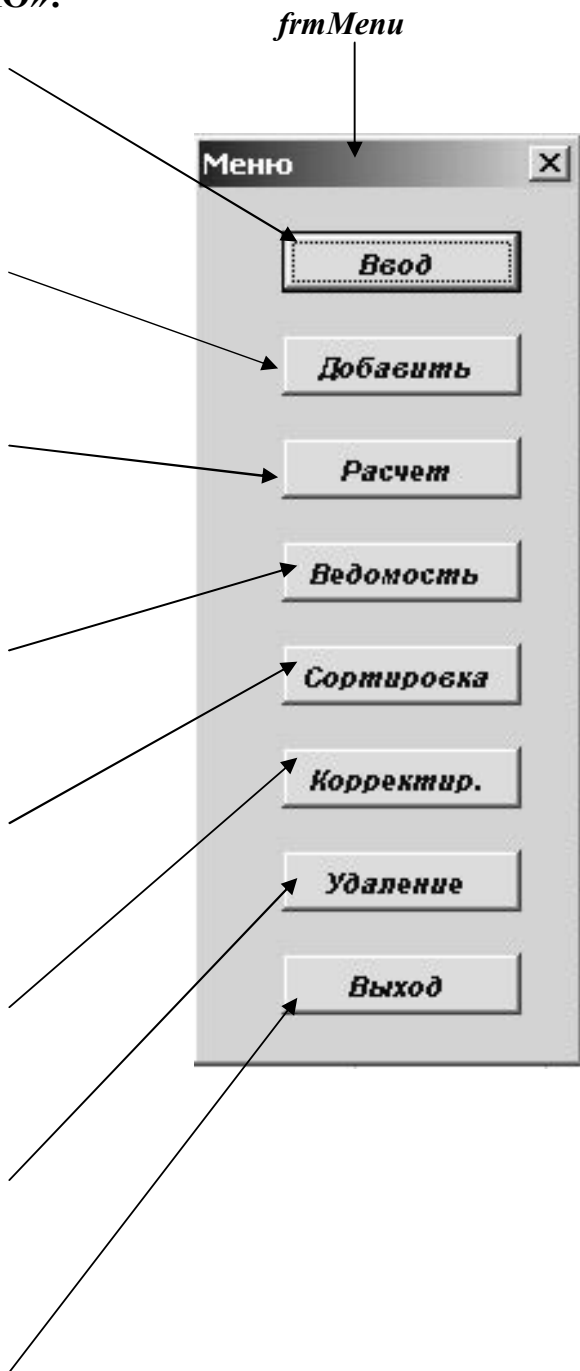 Ю».
frmMenu
Меню
Ввод
Добавить
Расчет
Ведомость
Сортировка
Корректир.
Удаление
Выход